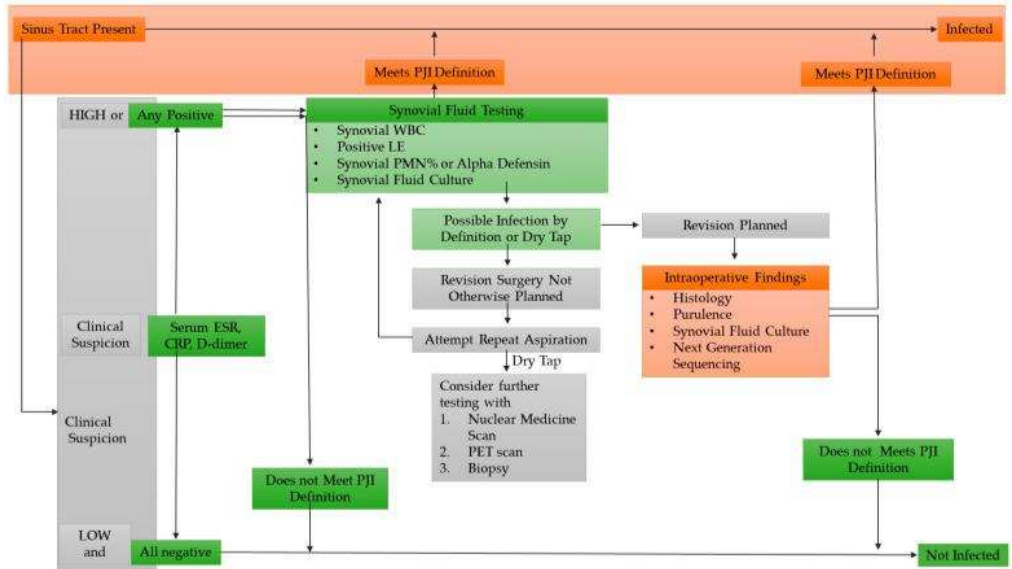 Sinus Tract Present
Infected
Meets PJI Definition
Meets PJI Definition
HIGH or
Any Positive
Synovial Fluid Testing
• Synovial WBC
• Positive LE
• Synovial PMN% or Alpha Defensin
• Synovial Fluid Culture
Possible Infection by
Definition or Dry Tap
Revision Planned
Revision Surgery Not
Otherwise Planned
Intraoperative Findings
• Histology
• Purulence
• Synovial Fluid Culture
• Next Generation
Sequencing
Clinical
Suspicion
Serum ESR,
CRP, D-dimer
Attempt Repeat Aspiration
Dry Tap
Consider further
testing with
1. Nuclear Medicine
Scan
2. PET scan
3. Biopsy
Clinical
Suspicion
Does not Meet PJI
Definition
Does not Meets PJI
Definition
LOW
and
All negative
Not Infected